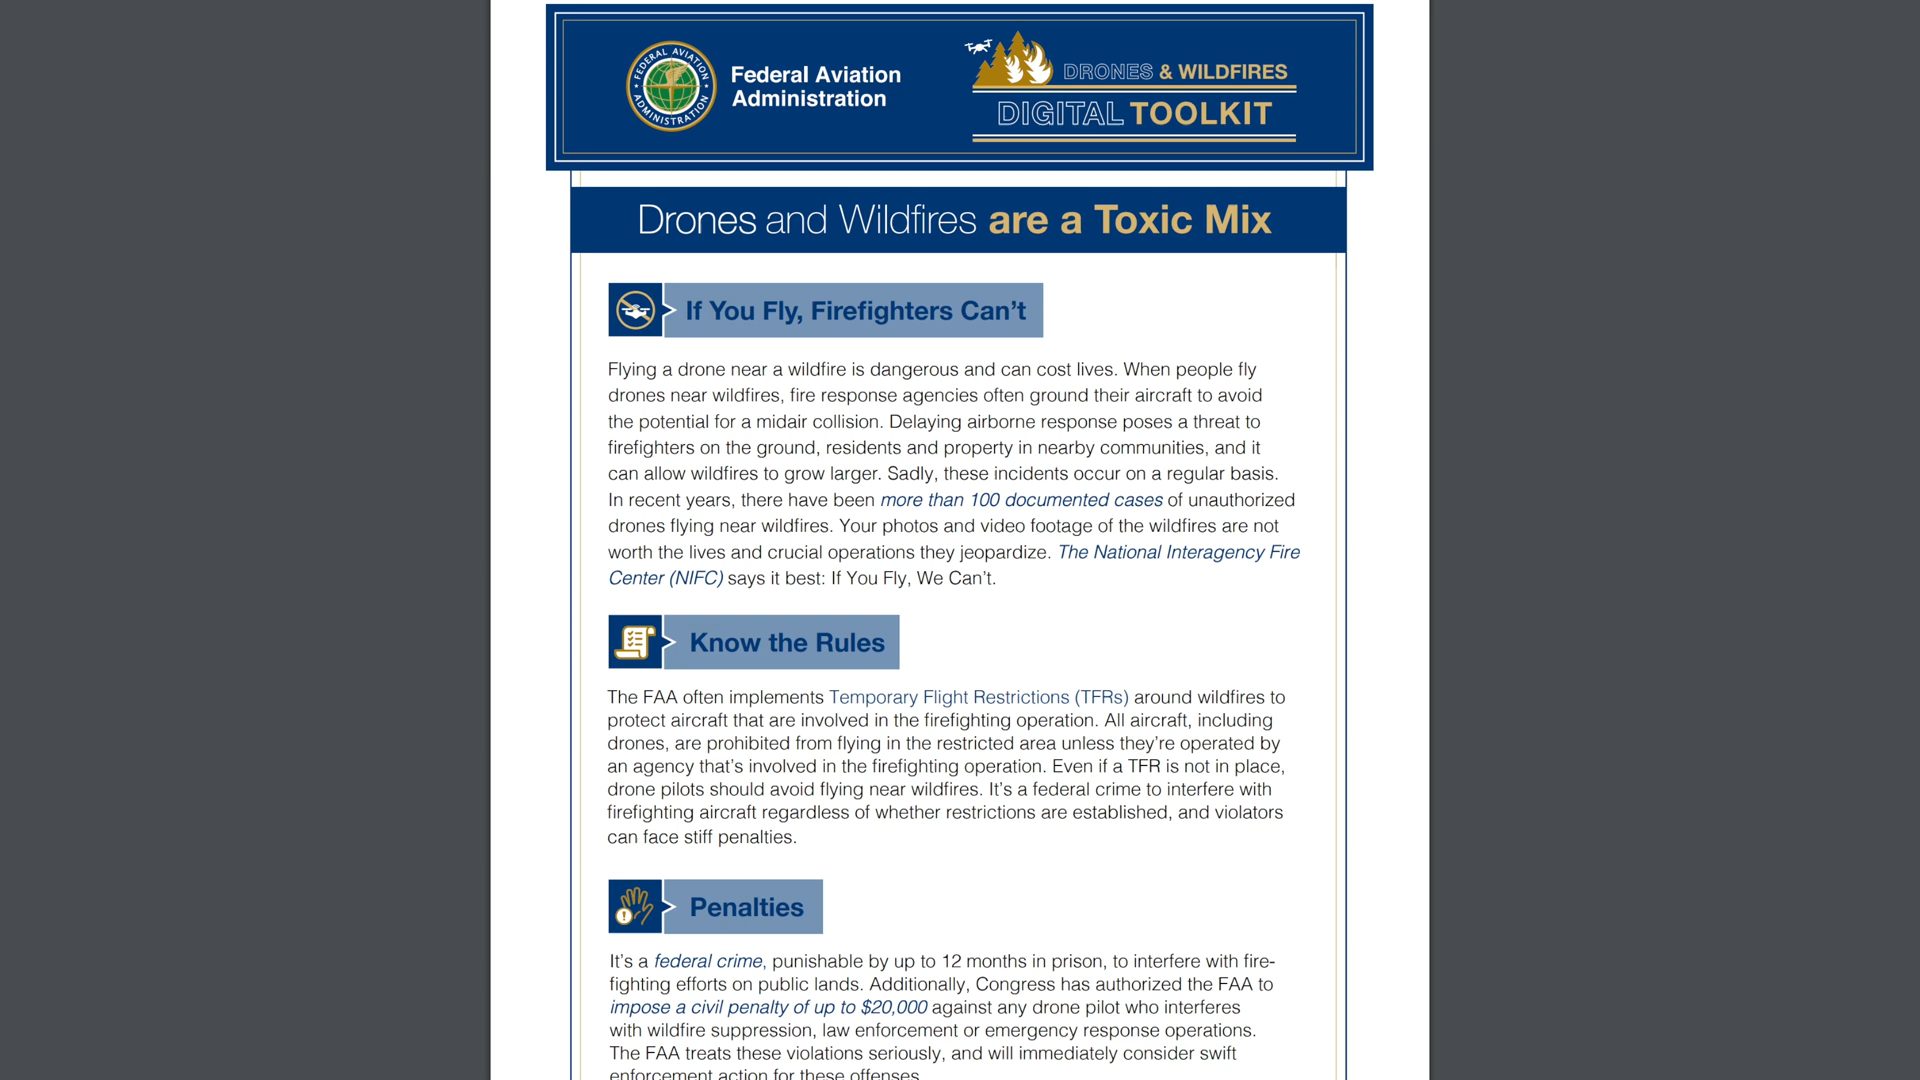 FEDERAL AVIATION ADMINISTRATION
Federal Aviation
Administration
DRONES & WILDFIRES
DIGITAL TOOLKIT
Drones and Wildfires are a Toxic Mix
If You Fly, Firefighters Can’t
Flying a drone near a wildfire is dangerous and can cost lives. When people fly
drones near wildfires, fire response agencies often ground their aircraft to avoid
the potential for a midair collision. Delaying airborne response poses a threat to
firefighters on the ground, residents and property in nearby communities, and it
can allow wildfires to grow larger. Sadly, these incidents occur on a regular basis.
In recent years, there have been more than 100 documented cases of unauthorized
drones flying near wildfires. Your photos and video footage of the wildfires are not
worth the lives and crucial operations they jeopardize. The National Interagency Fire
Center (NIFC) says it best: If You Fly, We Can’t.
Know the Rules
The FAA often implements Temporary Flight Restrictions (TFRs) around wildfires to
protect aircraft that are involved in the firefighting operation. All aircraft, including
drones, are prohibited from flying in the restricted area unless they’re operated by
an agency that’s involved in the firefighting operation. Even if a TFR is not in place,
drone pilots should avoid flying near wildfires. It’s a federal crime to interfere with
firefighting aircraft regardless of whether restrictions are established, and violators
can face stiff penalties.
Penalties
It’s a federal crime, punishable by up to 12 months in prison, to interfere with fire-
fighting efforts on public lands. Additionally, Congress has authorized the FAA to
impose a civil penalty of up to $20,000 against any drone pilot who interferes
with wildfire suppression, law enforcement or emergency response operations.
The FAA treats these violations seriously, and will immediately consider swift
enforcement action for these offenses.